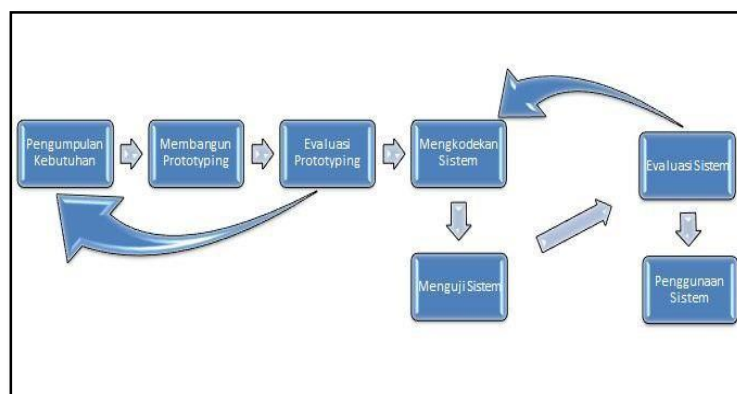 Pengumpulan
Kebutuhan
Membangun
Prototyping
Evaluasi
Prototyping
Mengkodekan
Sistem
Menguji Sistem
Evaluasi Sistem
Penggunaan
Sistem